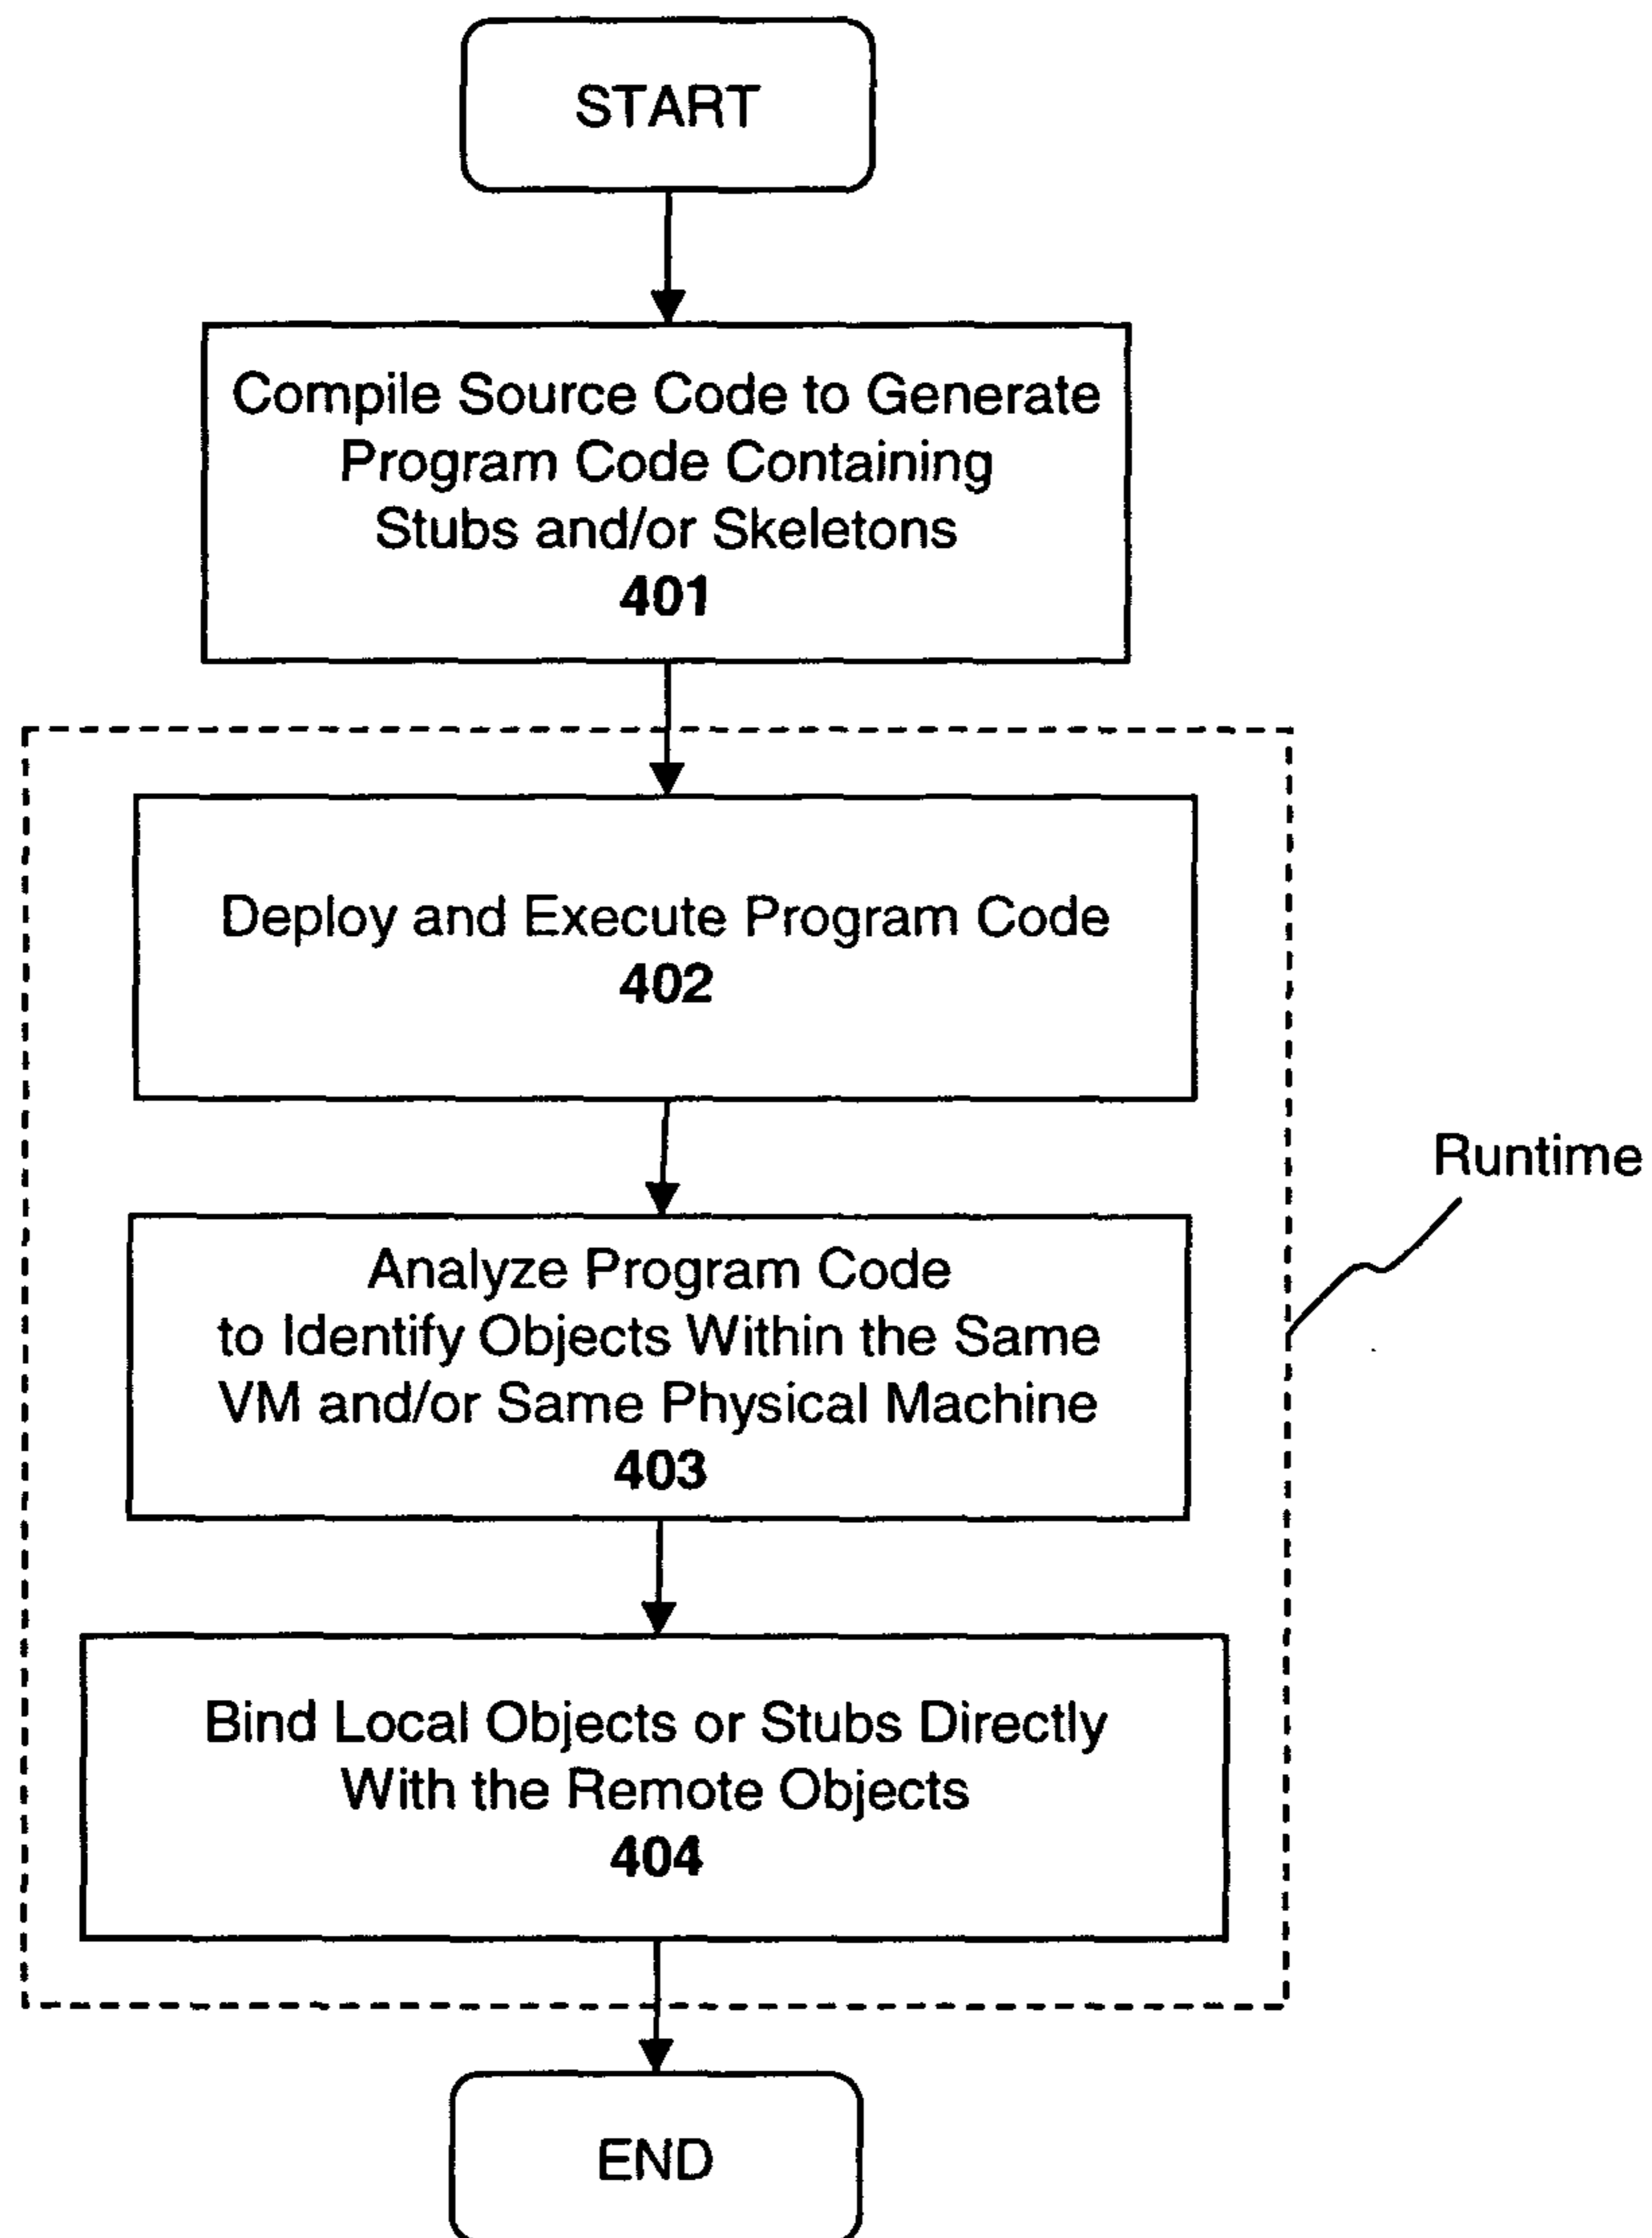 START
Compile Source Code to Generate
Program Code Containing
Stubs and/or Skeletons
401
Deploy and Execute Program Code
402
Analyze Program Code
to Identify Objects Within the Same
VM and/or Same Physical Machine
403
Runtime
Bind Local Objects or Stubs Directly
With the Remote Objects
404
END